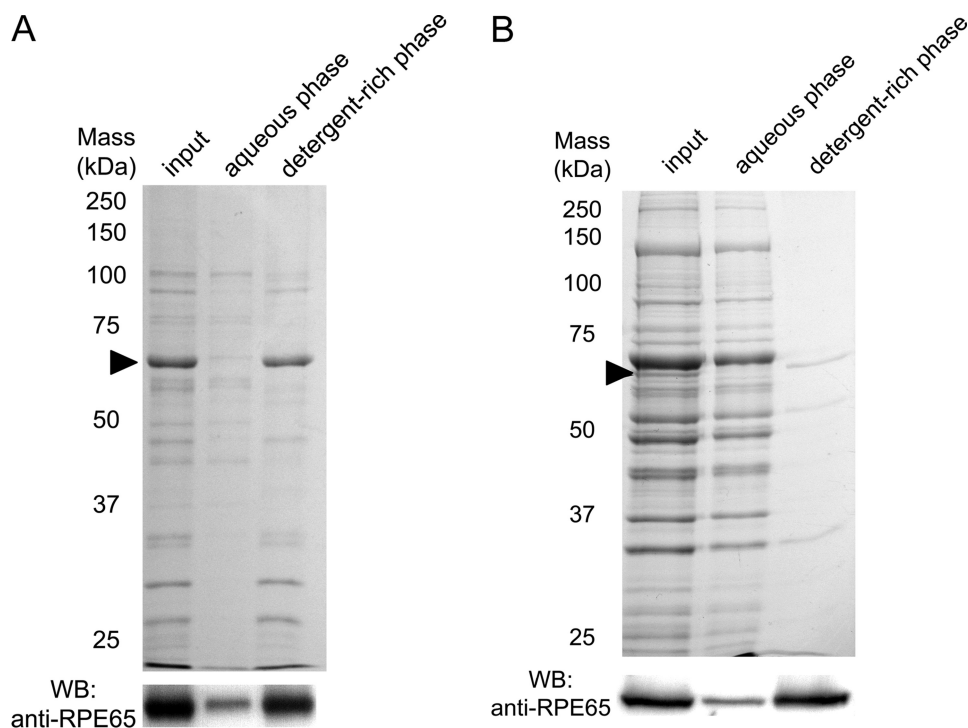 A
input
aqueous phase
detergent-rich phase
Mass
(kDa)
250
150
100
75
50
37
25
WB:
anti-RPE65
B
input
aqueous phase
detergent-rich phase
Mass
(kDa)
250
150
100
75
50
37
25
WB:
anti-RPE65